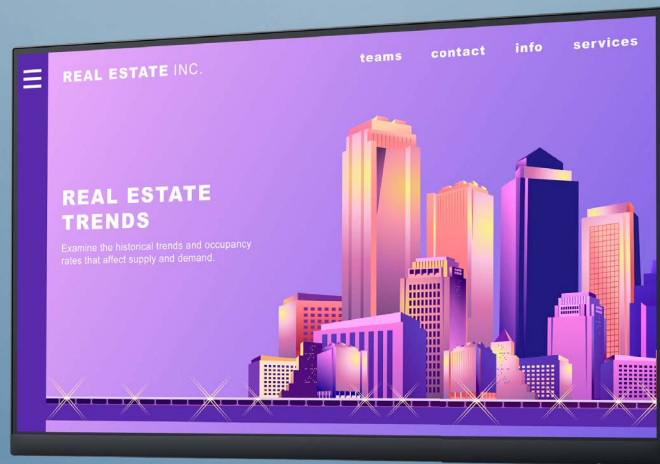 REAL ESTATE INC.
teams contact info services
REAL ESTATE
TRENDS
Examine the historical trends and occupancy
rates that affect supply and demand.